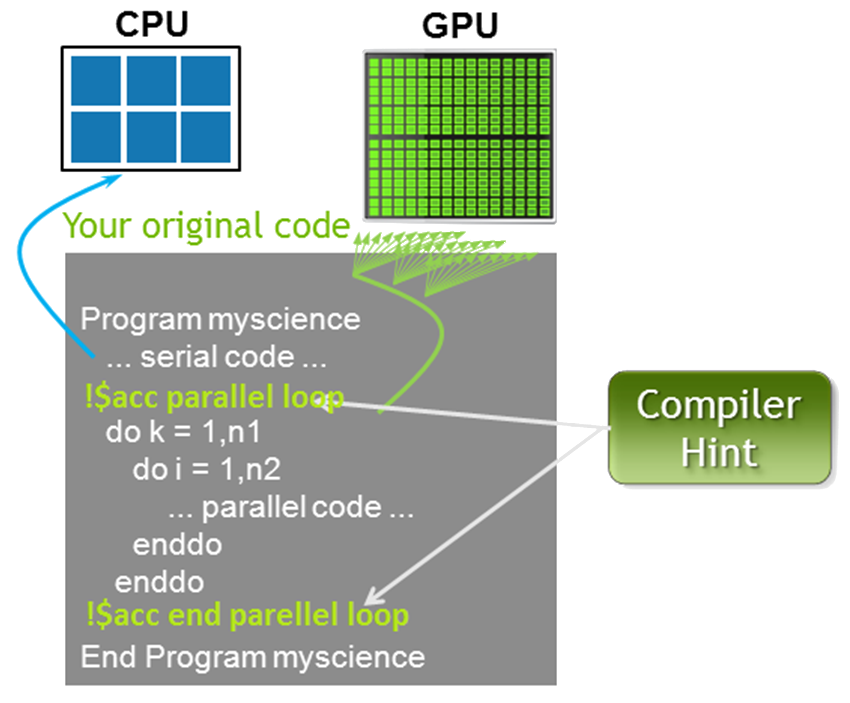 CPU
GPU
Your original code
Program myscience
... serial code ...
!$acc parallel loop
do k = 1,n1
do i = 1,n2
... parallel code ...
enddo
enddo
!$acc end parellel loop
End Program myscience
Compiler
Hint